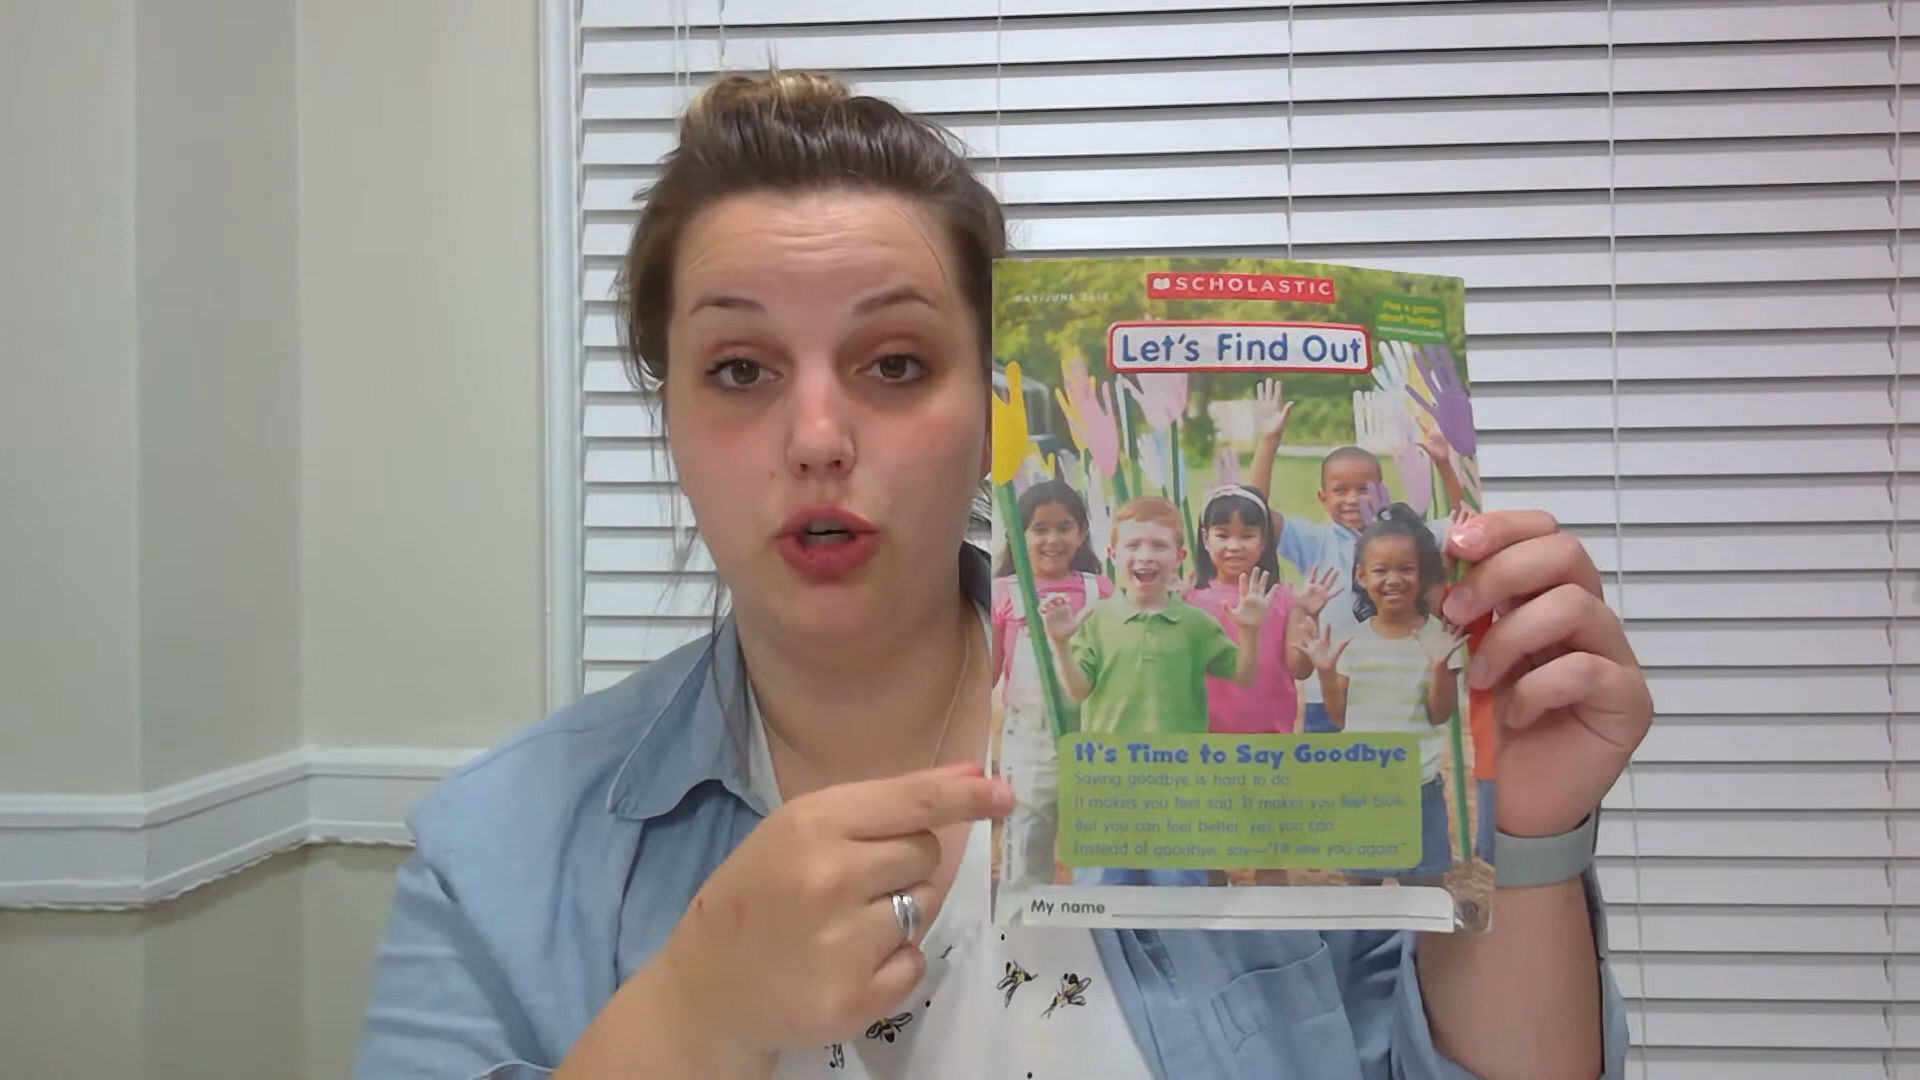 SCHOLASTIC
MAY/JUNE
Let's Find Out
It's Time to Say Goodbye
Saying goodbye is hard to do.
It makes you feel sad. It makes you feel blue.
But you can feel better, yes you can.
Instead of goodbye, say—"I'll see you again."
My name